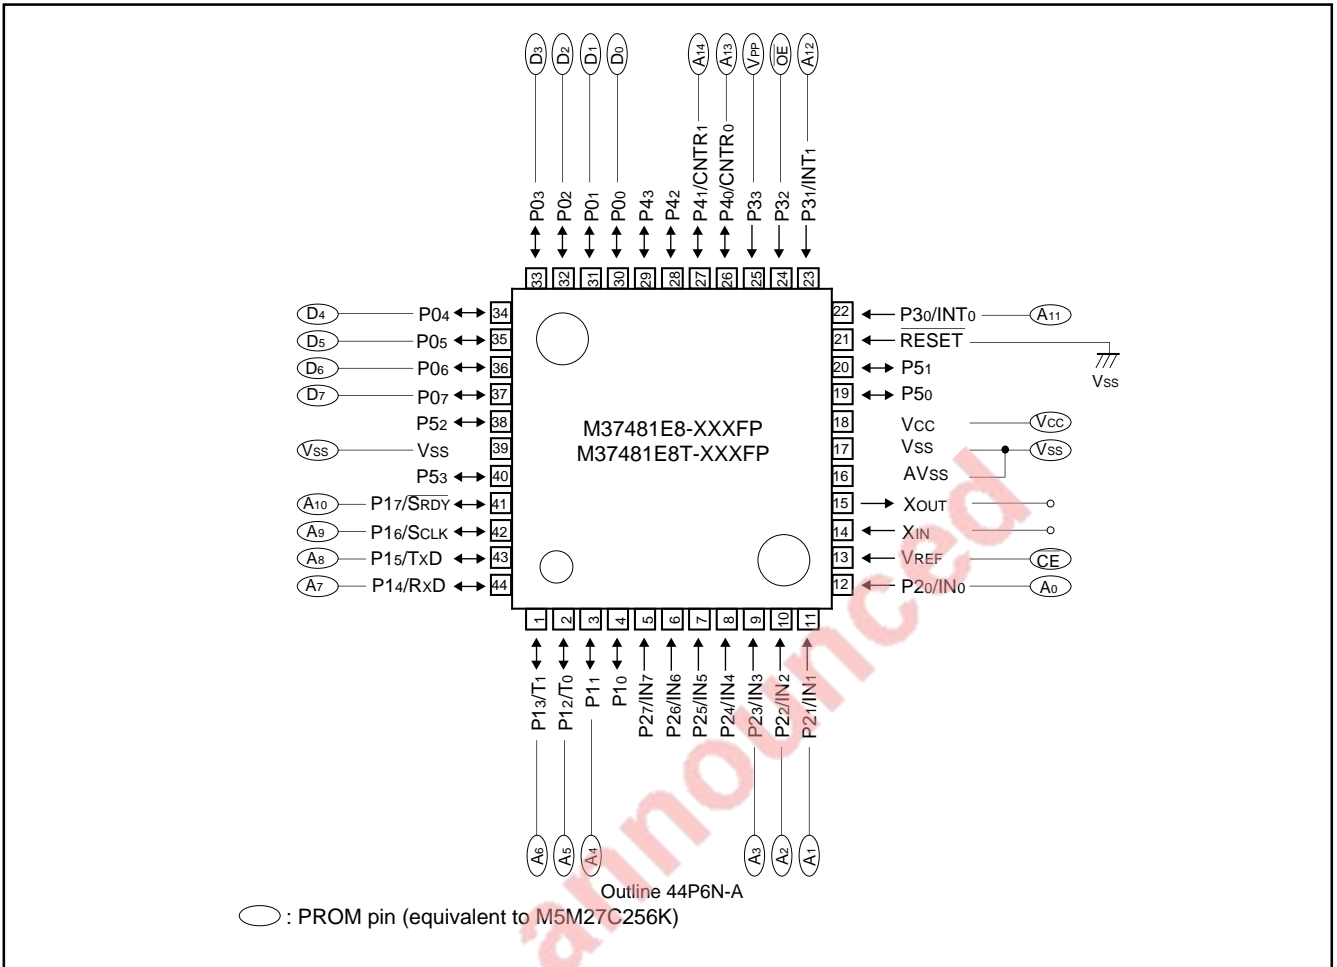 D3 D2 D1 D0 A14 A13 VPP OE A12
P03 P02 P01 P00 P43 P42 P41/CNTR1 P40/CNTR0 P33 P32 P31/INT1
33 32 31 30 29 28 27 26 25 24 23
D4 P04 34
D5 P05 35
D6 P06 36
D7 P07 37
P52 38
VSS VSS 39
P53 40
A10 P17/SRDY 41
A9 P16/SCLK 42
A8 P15/TXD 43
A7 P14/RXD 44
M37481E8-XXXFP
M37481E8T-XXXFP
22 P30/INT0 A11
21 RESET
VSS
20 P51
19 P50
18 VCC VCC
17 VSS VSS
16 AVSS
15 XOUT
14 XIN
13 VREF CE
12 P20/IN0 A0
1 2 3 4 5 6 7 8 9 10 11
P13/T1 P12/T0 P11 P10 P27/IN7 P26/IN6 P25/IN5 P24/IN4 P23/IN3 P22/IN2 P21/IN1
A6 A5 A4 A3 A2 A1
Outline 44P6N-A
: PROM pin (equivalent to M5M27C256K)
announced